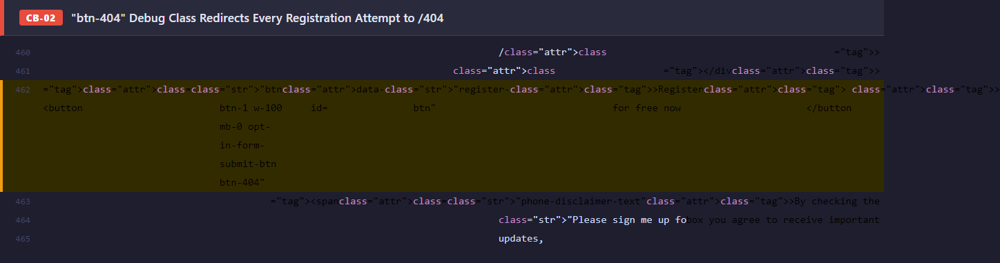 CB-02 "btn-404" Debug Class Redirects Every Registration Attempt to /404
460 /class="attr">class ="tag">>
461 class="attr">class ="tag"></divclass="attr">class="tag">>
462 ="tag">class="attr">class=class="str">"btnclass="attr">data-class="str">"register-class="attr">class="tag">>Registerclass="attr">class="tag"> class="attr">class="tag">>
<button btn-1 w-100 id= btn" for free now </button
mb-0 opt-
in-form-
submit-btn
btn-404"
463 ="tag"><spanclass="attr">class=class="str">"phone-disclaimer-text"class="attr">class="tag">>By checking the
464 class="str">"Please sign me up fobox you agree to receive important
465 updates,